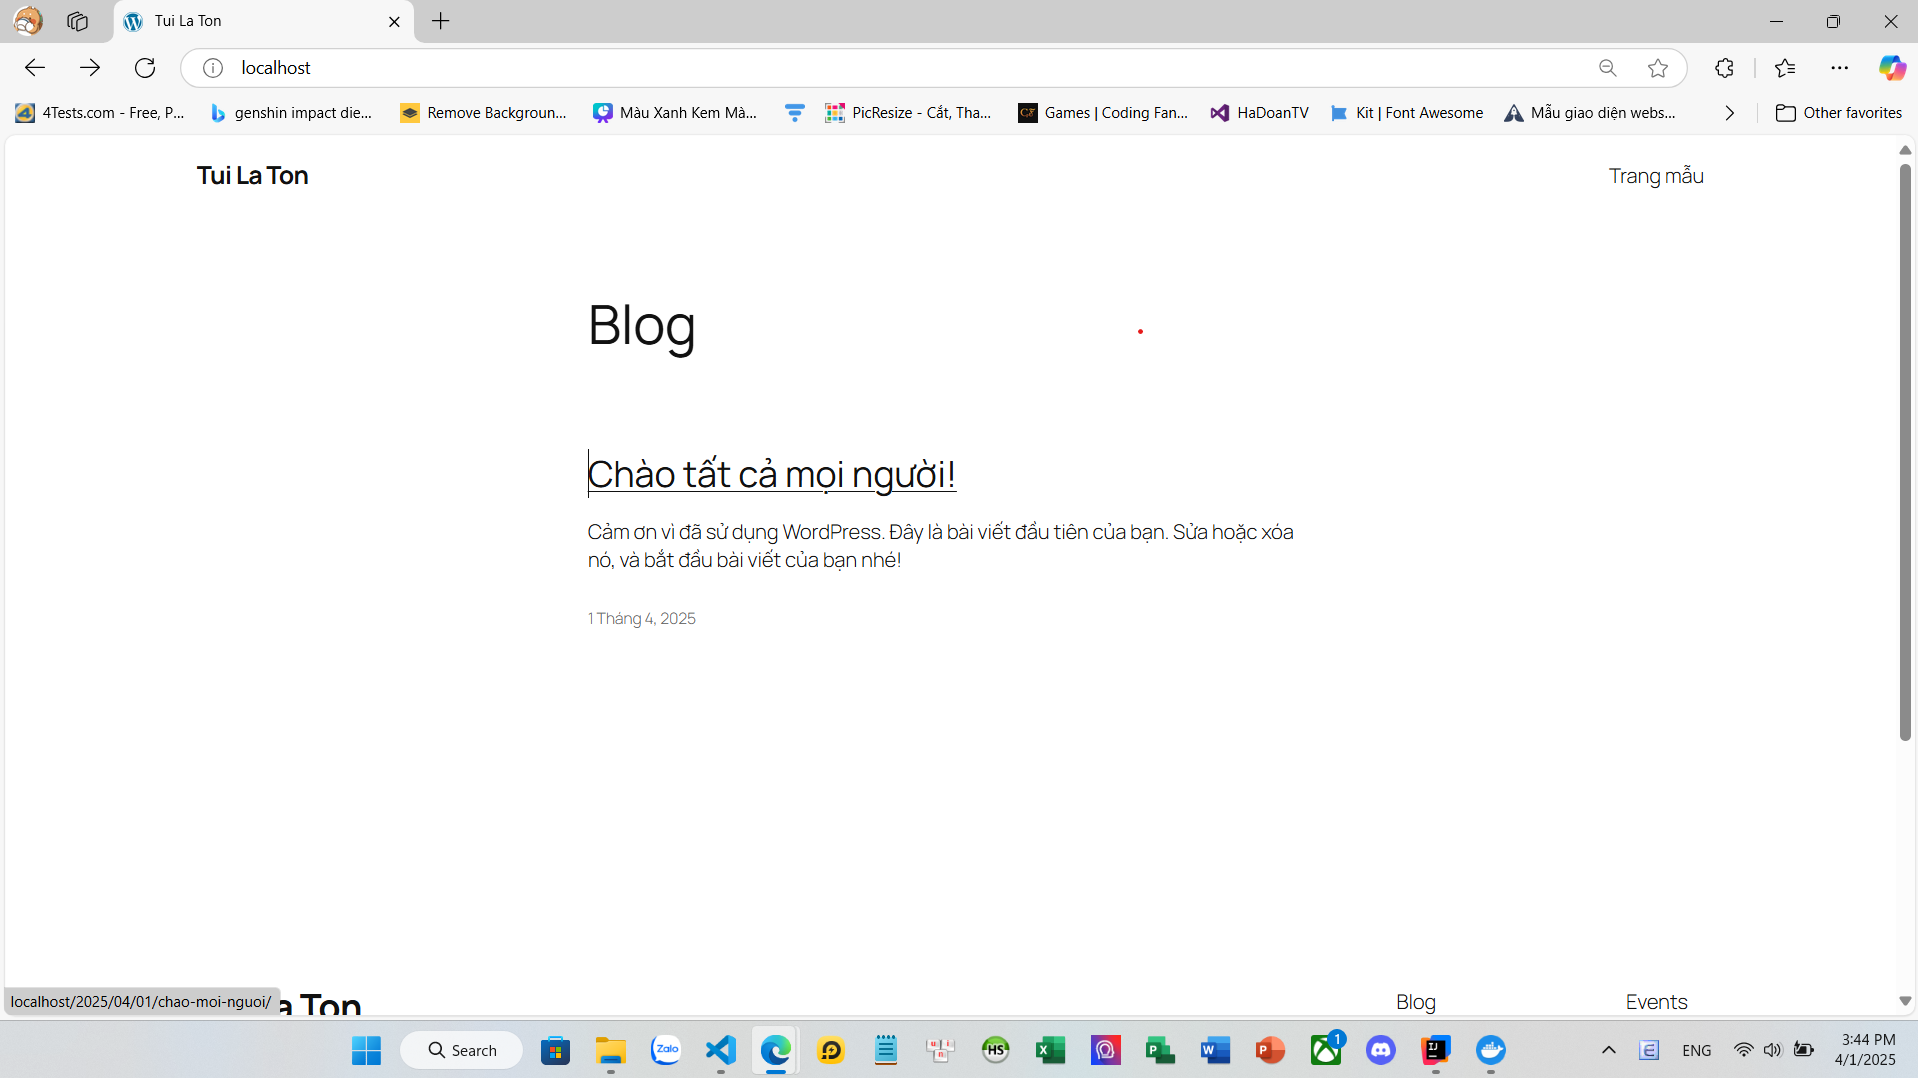 Tui La Ton
localhost
4Tests.com - Free, P...
genshin impact die...
Remove Backgroun...
Màu Xanh Kem Mà...
PicResize - Cắt, Tha...
Games | Coding Fan...
HaDoanTV
Kit | Font Awesome
Mẫu giao diện webs...
Other favorites
Tui La Ton
Trang mẫu
Blog
Chào tất cả mọi người!
Cảm ơn vì đã sử dụng WordPress. Đây là bài viết đầu tiên của bạn. Sửa hoặc xóa
nó, và bắt đầu bài viết của bạn nhé!
1 Tháng 4, 2025
localhost/2025/04/01/chao-moi-nguoi/
a Ton
Blog
Events
Search
Zalo
HS
1
ENG
3:44 PM
4/1/2025